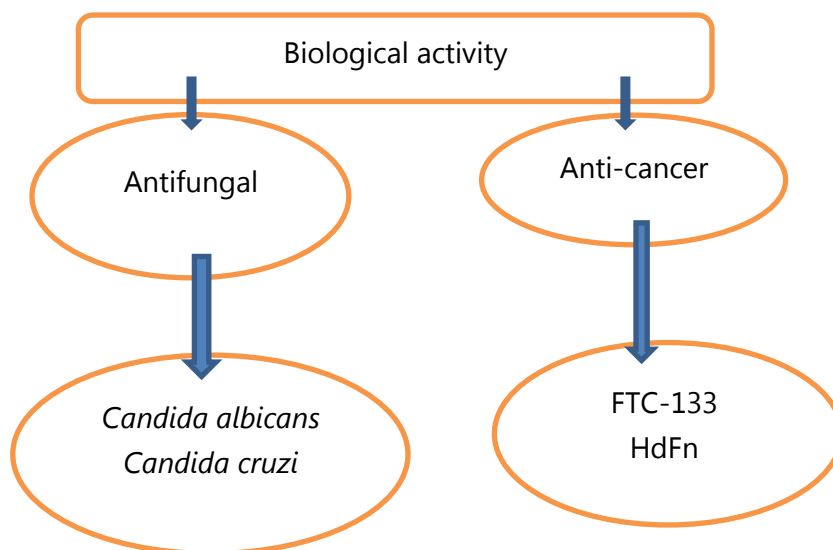 Biological activity
Antifungal
Anti-cancer
Candida albicans
Candida cruzi
FTC-133
HdFn